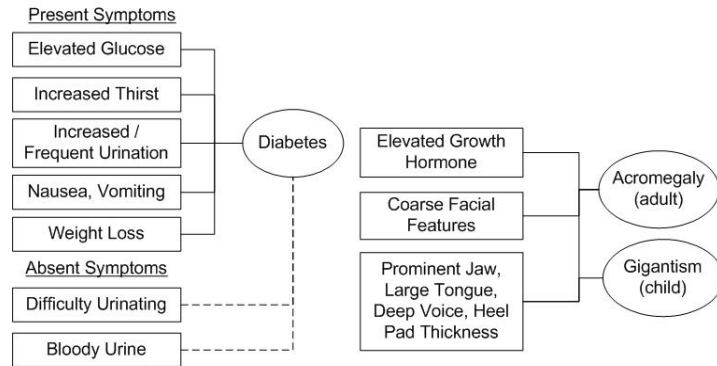 Present Symptoms
Elevated Glucose
Increased Thirst
Increased /
Frequent Urination
Nausea, Vomiting
Weight Loss
Absent Symptoms
Difficulty Urinating
Bloody Urine
Diabetes
Elevated Growth
Hormone
Coarse Facial
Features
Prominent Jaw,
Large Tongue,
Deep Voice, Heel
Pad Thickness
Acromegaly
(adult)
Gigantism
(child)